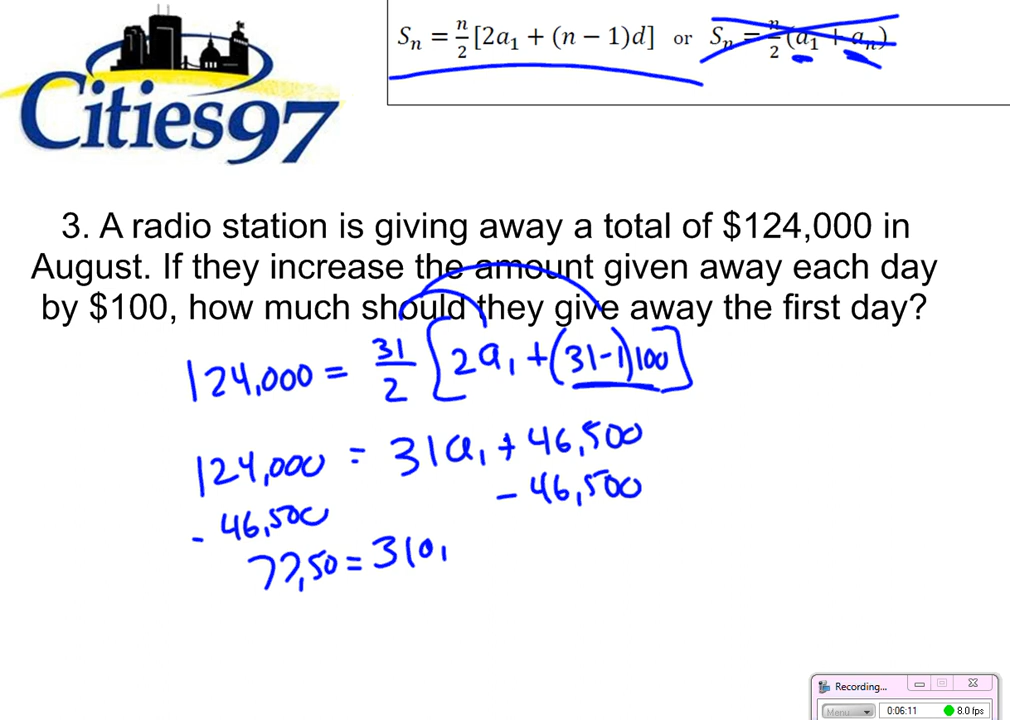 Sₙ = n/2 [2a₁ + (n − 1)d] or Sₙ = n/2 (a₁ + aₙ)
Cities97
3. A radio station is giving away a total of $124,000 in
August. If they increase the amount given away each day
by $100, how much should they give away the first day?
124,000 = 31/2 [2a₁ + (31-1)100]
124,000 = 31a₁ + 46,500
- 46,500 - 46,500
77,50 = 31a₁
Recording...
Menu 0:06:11 8.0 fps